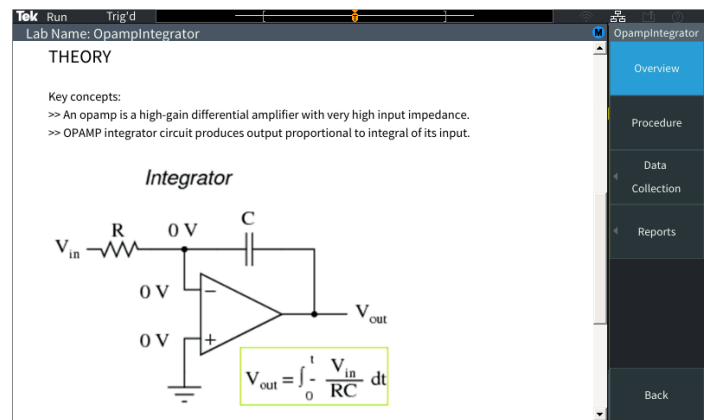 Tek Run Trig'd
Lab Name: OpampIntegrator
M
OpampIntegrator
THEORY
Key concepts:
>> An opamp is a high-gain differential amplifier with very high input impedance.
>> OPAMP integrator circuit produces output proportional to integral of its input.
Integrator
R
0 V
C
Vin
0 V
−
Vout
0 V
+
Vout = ∫ t 0 - Vin/RC dt
Overview
Procedure
Data
Collection
Reports
Back